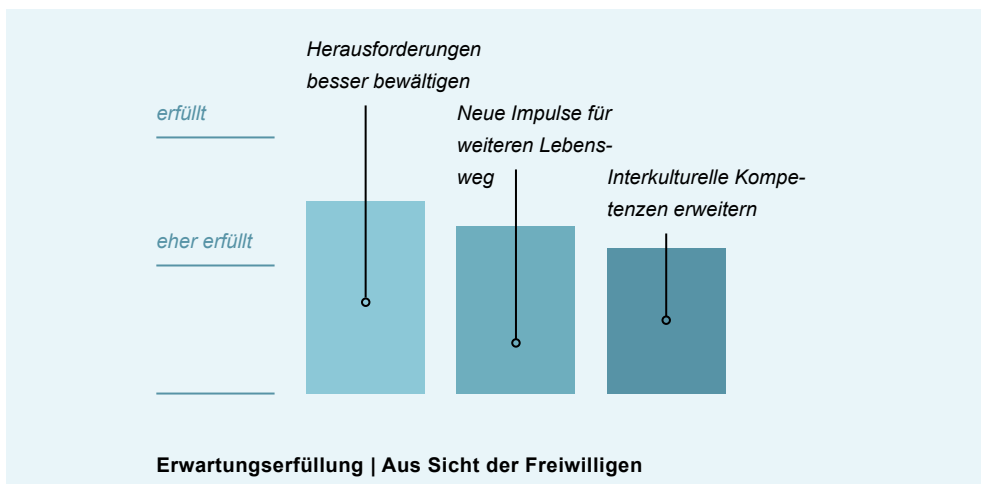 Herausforderungen
besser bewältigen
erfüllt
Neue Impulse für
weiteren Lebens-
weg
Interkulturelle Kompe-
tenzen erweitern
eher erfüllt
Erwartungserfüllung | Aus Sicht der Freiwilligen